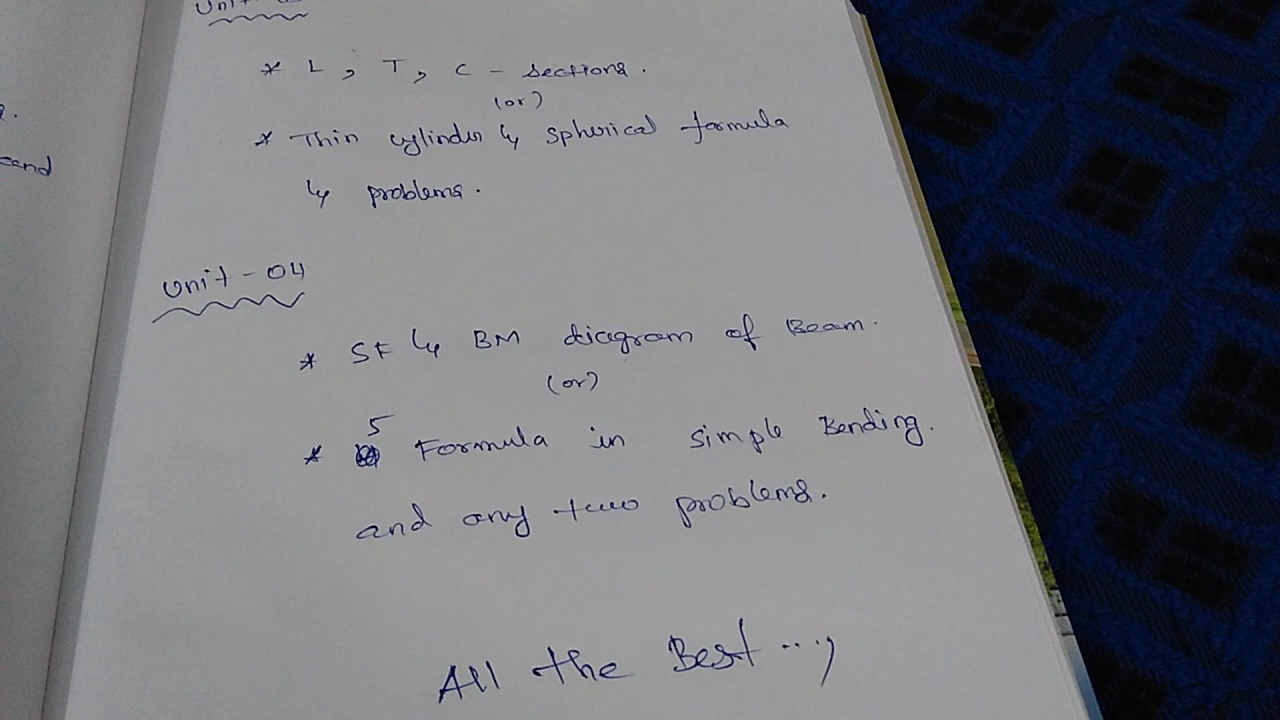 Unit -
* L, T, C - sections.
(or)
* Thin cylinder & spherical formula
& problems.
Unit - 04
* SF & BM diagram of Beam.
(or)
* 5 Formula in simple Bending.
and any two problems.
All the Best...,